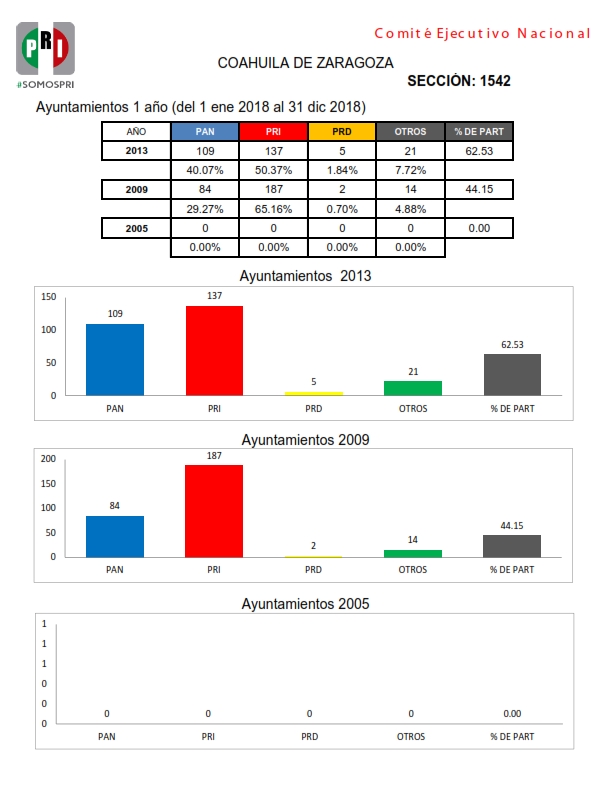 Comité Ejecutivo Nacional
PRI
#SOMOSPRI
COAHUILA DE ZARAGOZA
SECCIÓN: 1542
Ayuntamientos 1 año (del 1 ene 2018 al 31 dic 2018)
AÑO PAN PRI PRD OTROS % DE PART
2013 109 137 5 21 62.53
40.07% 50.37% 1.84% 7.72%
2009 84 187 2 14 44.15
29.27% 65.16% 0.70% 4.88%
2005 0 0 0 0 0.00
0.00% 0.00% 0.00% 0.00%
Ayuntamientos 2013
150
100
50
0
109 137 5 21 62.53
PAN PRI PRD OTROS % DE PART
Ayuntamientos 2009
200
150
100
50
0
84 187 2 14 44.15
PAN PRI PRD OTROS % DE PART
Ayuntamientos 2005
1
1
1
0
0
0
0 0 0 0 0.00
PAN PRI PRD OTROS % DE PART